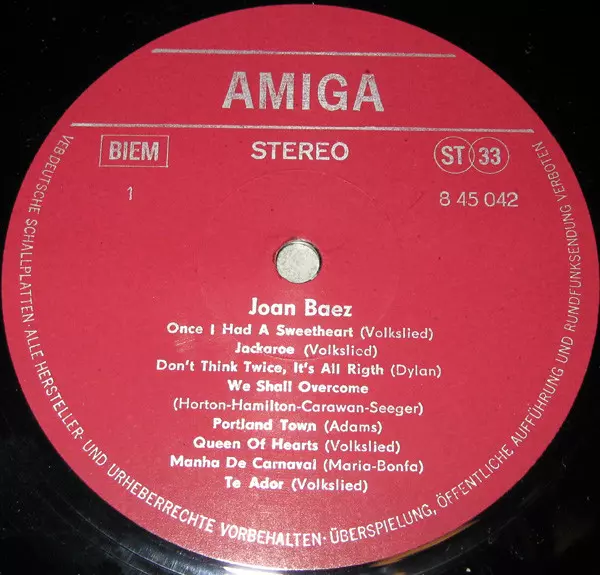 AMIGA
BIEM
STEREO
ST 33
1
8 45 042
Joan Baez
Once I Had A Sweetheart (Volkslied)
Jackaroe (Volkslied)
Don't Think Twice, It's All Rigth (Dylan)
We Shall Overcome
(Horton-Hamilton-Carawan-Seeger)
Portland Town (Adams)
Queen Of Hearts (Volkslied)
Manha De Carnaval (Maria-Bonfa)
Te Ador (Volkslied)
VEB DEUTSCHE SCHALLPLATTEN · ALLE HERSTELLER- UND URHEBERRECHTE VORBEHALTEN · ÜBERSPIELUNG, ÖFFENTLICHE AUFFÜHRUNG UND RUNDFUNKSENDUNG VERBOTEN